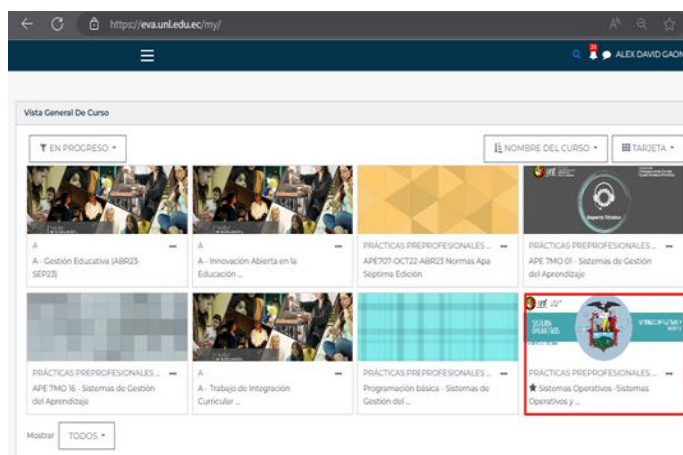 https://eva.unl.edu.ec/my/
ALEX DAVID GAON
Vista General De Curso
EN PROGRESO
NOMBRE DEL CURSO
TARJETA
A
A - Gestión Educativa (ABR23-
SEP23)
A
A - Innovación Abierta en la
Educación ...
PRÁCTICAS PREPROFESIONALES ...
APE707-OCT22-ABR23 Normas Apa
Séptima Edición
Soporte Técnico
PRÁCTICAS PREPROFESIONALES ...
APE 7MO 01 - Sistemas de Gestión
del Aprendizaje
PRÁCTICAS PREPROFESIONALES ...
APE 7MO 16 - Sistemas de Gestión
del Aprendizaje
A
A - Trabajo de Integración
Curricular ...
PRÁCTICAS PREPROFESIONALES ...
Programación básica - Sistemas de
Gestión del ...
SISTEMAS
OPERATIVOS
PRÁCTICAS PREPROFESIONALES ...
Sistemas Operativos -Sistemas
Operativos y ...
Mostrar
TODOS